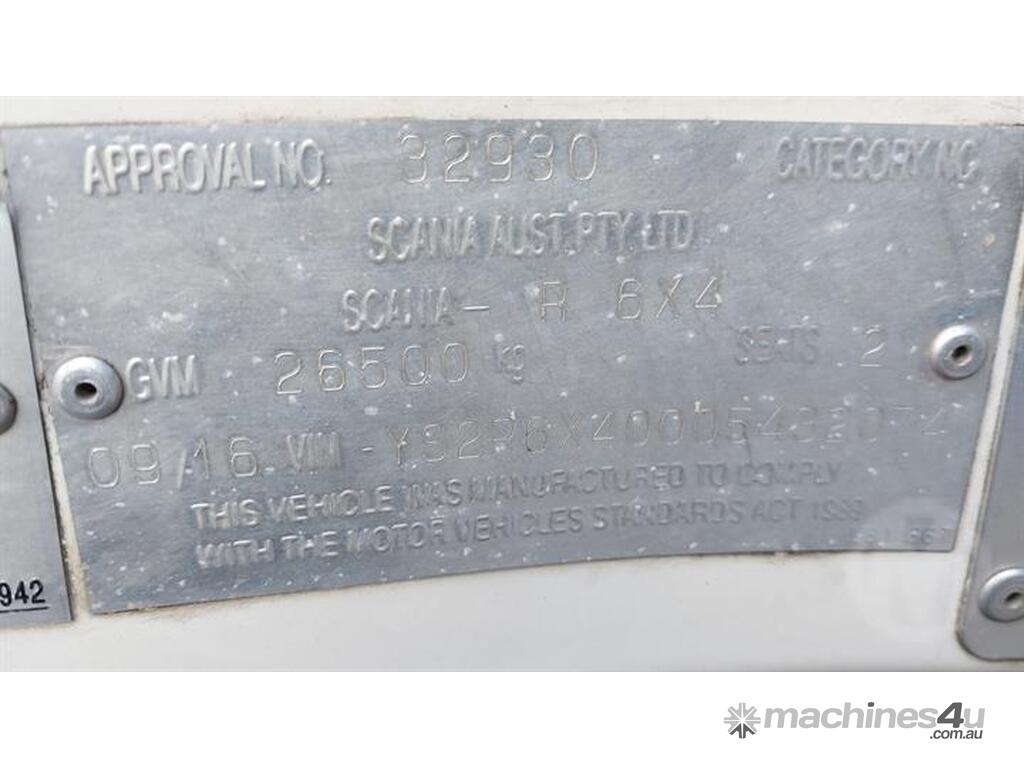 APPROVAL NO. 32930 CATEGORY NC
SCANIA AUST. PTY. LTD
SCANIA - R 6X4
GVM 26500 kg SEATS 2
09/16 VIN -
THIS VEHICLE WAS MANUFACTURED TO COMPLY
WITH THE MOTOR VEHICLES STANDARDS ACT 1989
942
machines4u
.com.au